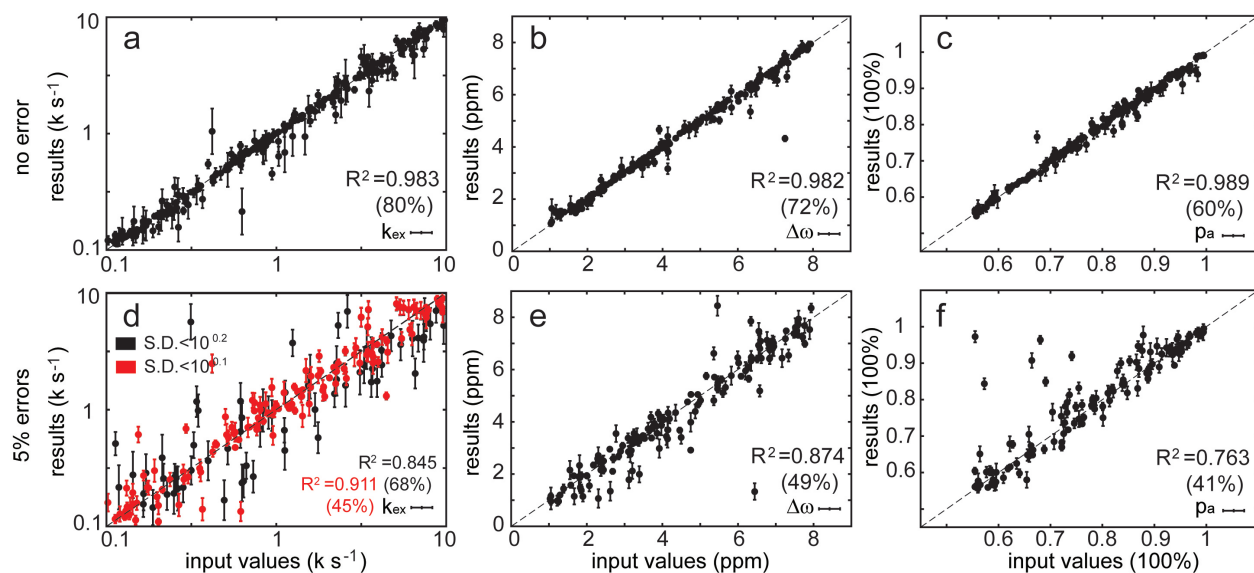 no error
results (k s⁻¹)
10
1
0.1
a
R²=0.983
(80%)
kex
0.1 1 10
results (ppm)
8
6
4
2
0
b
R²=0.982
(72%)
Δω
0 2 4 6 8
results (100%)
1
0.9
0.8
0.7
0.6
c
R²=0.989
(60%)
pa
0.6 0.7 0.8 0.9 1
5% errors
results (k s⁻¹)
10
1
0.1
d
S.D.<10^0.2
S.D.<10^0.1
R²=0.845
R²=0.911 (68%)
(45%) kex
0.1 1 10
input values (k s⁻¹)
results (ppm)
8
6
4
2
0
e
R²=0.874
(49%)
Δω
0 2 4 6 8
input values (ppm)
results (100%)
1
0.9
0.8
0.7
0.6
f
R²=0.763
(41%)
pa
0.6 0.7 0.8 0.9 1
input values (100%)